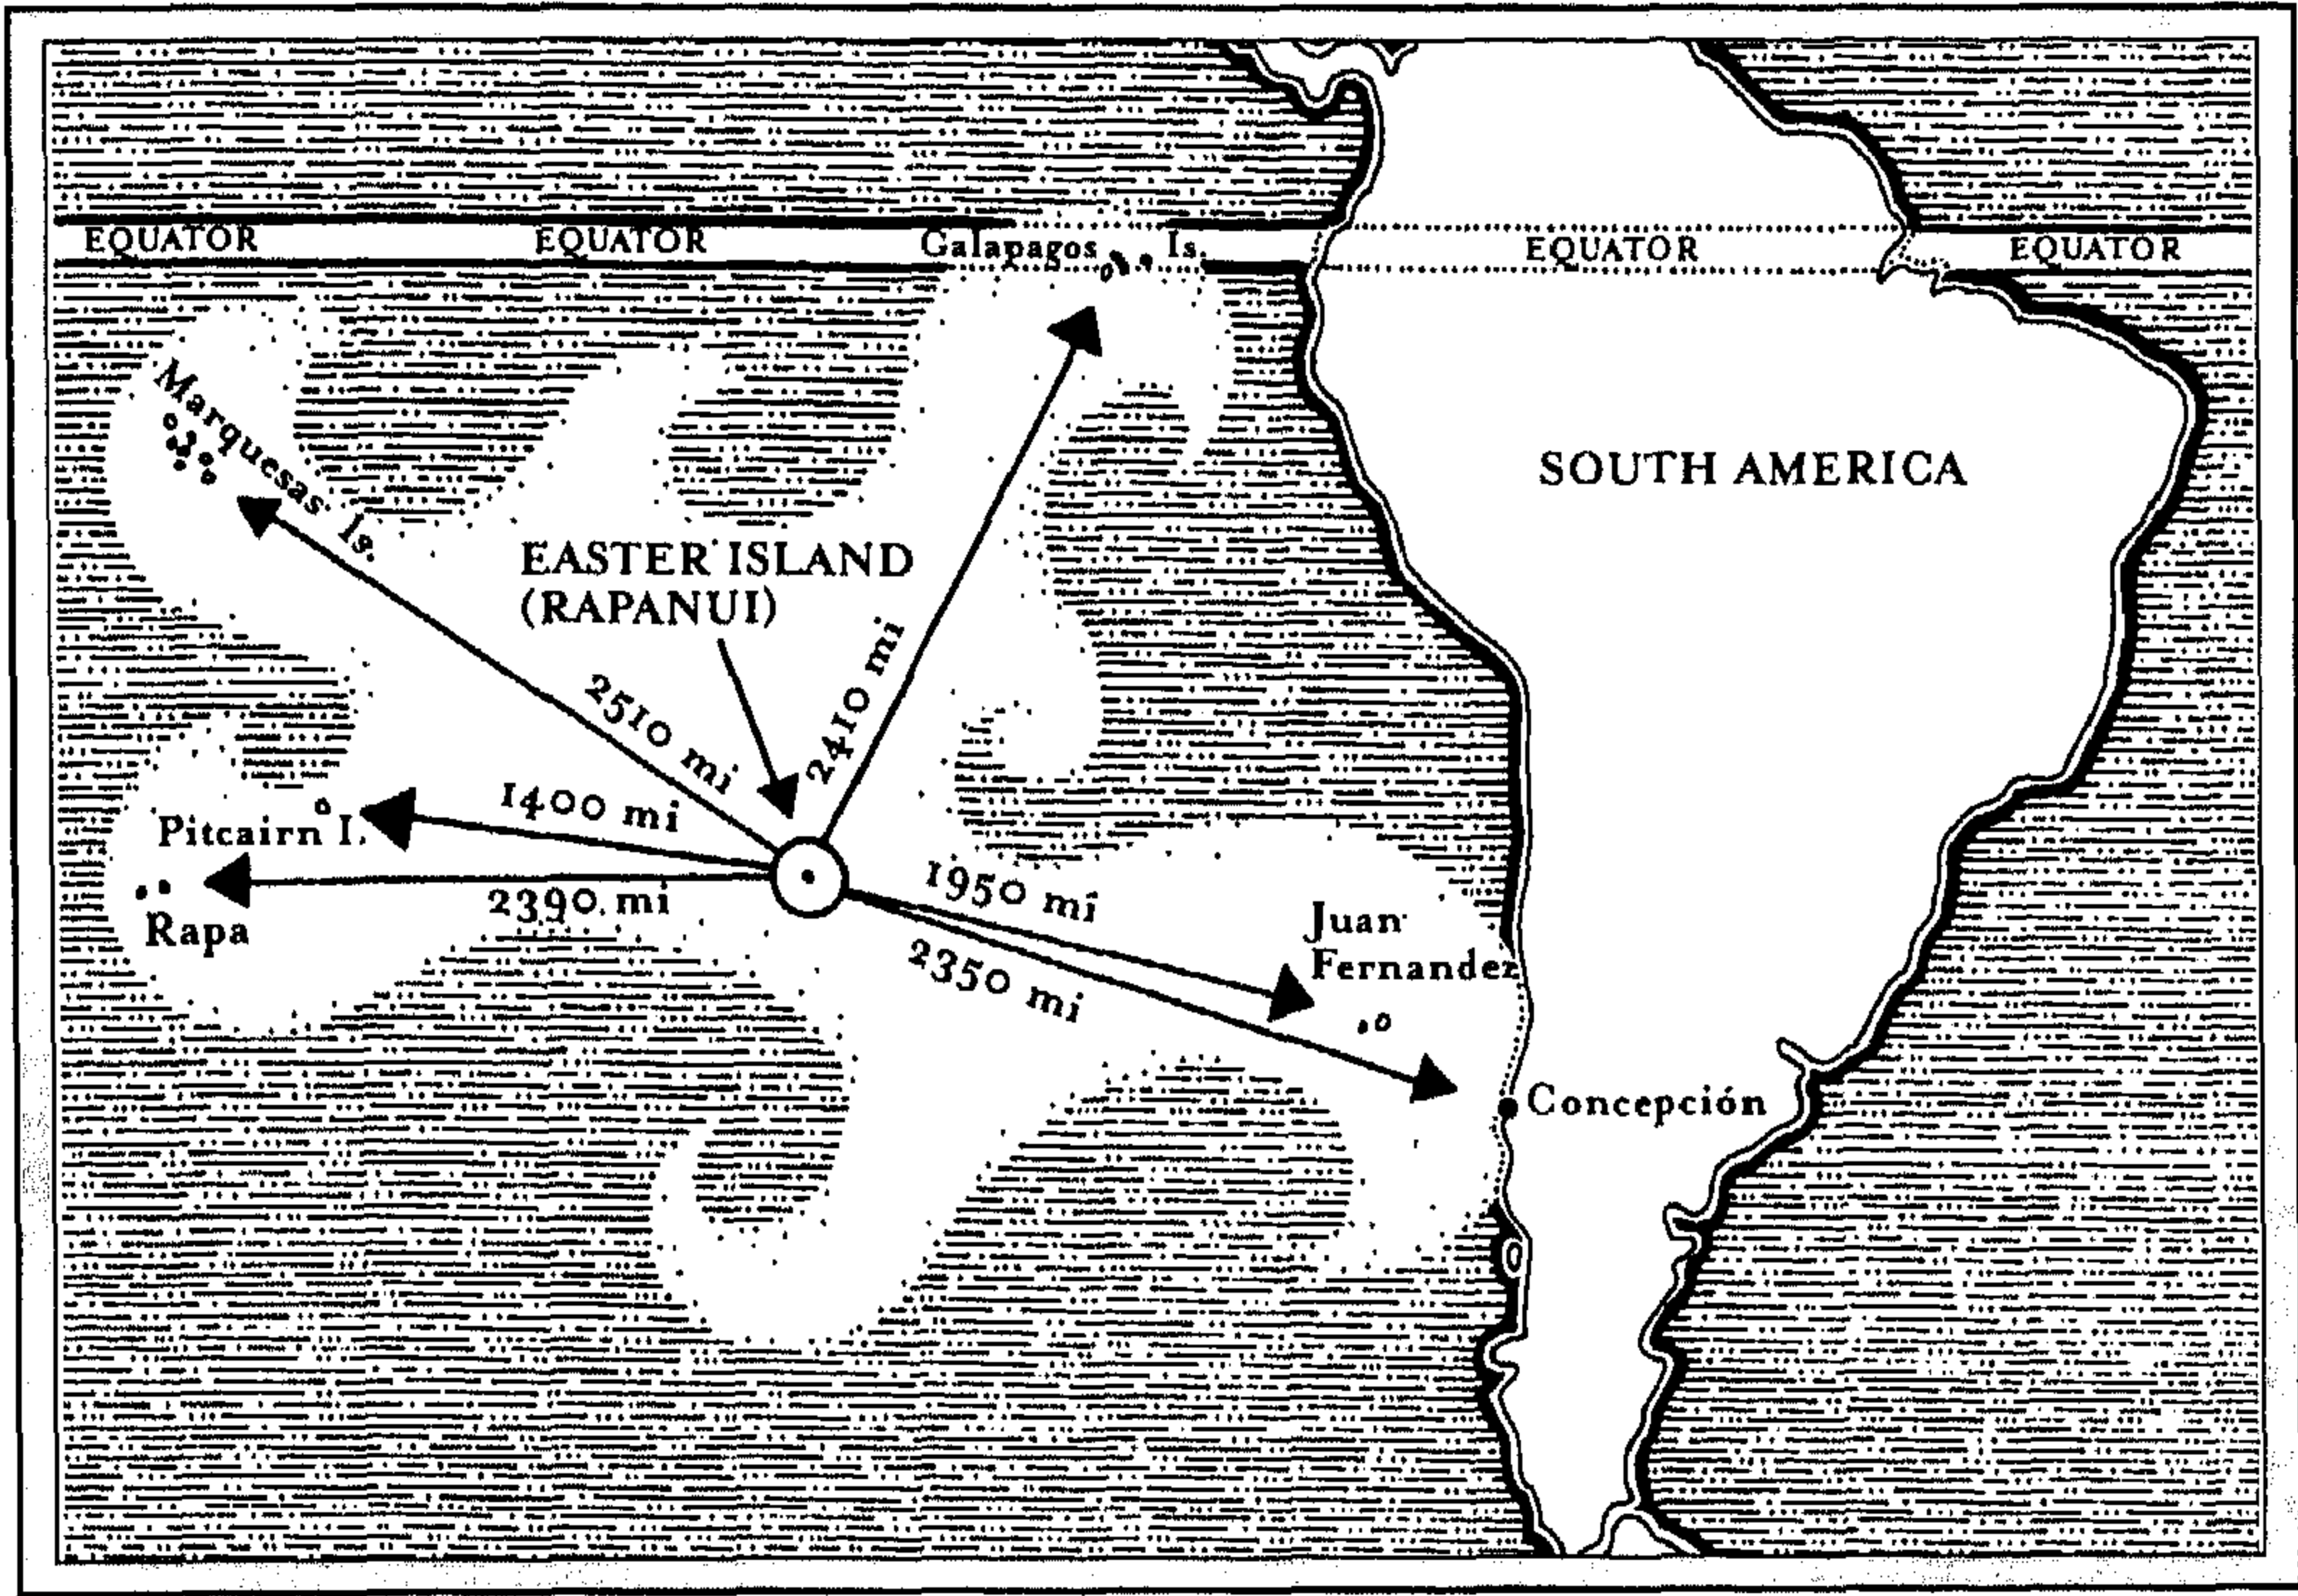 EQUATOR
EQUATOR
Galapagos Is.
EQUATOR
EQUATOR
Marquesas Is.
SOUTH AMERICA
EASTER ISLAND
(RAPANUI)
2510 mi
2410 mi
1400 mi
Pitcairn I.
2390 mi
Rapa
1950 mi
2350 mi
Juan
Fernandez
Concepción